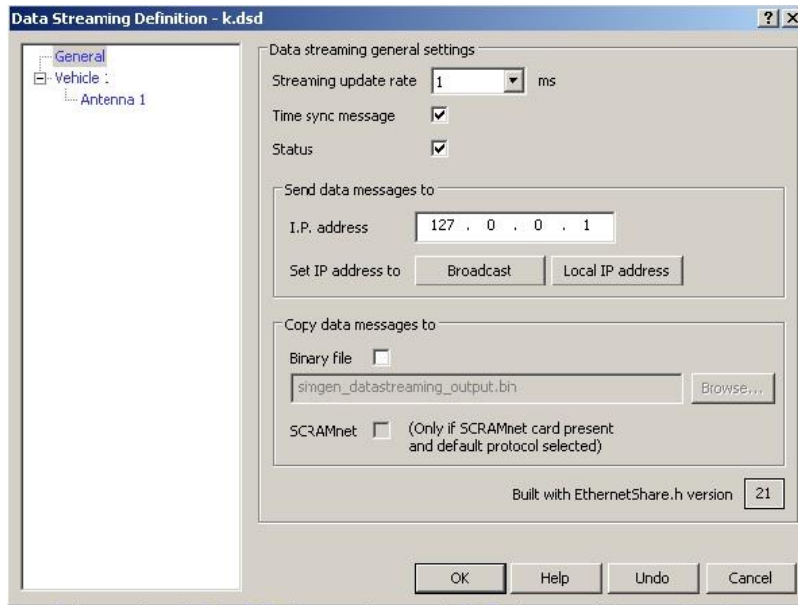 Data Streaming Definition - k.dsd
General
Vehicle :
Antenna 1
Data streaming general settings
Streaming update rate 1 ms
Time sync message
Status
Send data messages to
I.P. address 127 . 0 . 0 . 1
Set IP address to Broadcast Local IP address
Copy data messages to
Binary file
simgen_datastreaming_output.bin Browse...
SCRAMnet (Only if SCRAMnet card present
and default protocol selected)
Built with EthernetShare.h version 21
OK Help Undo Cancel